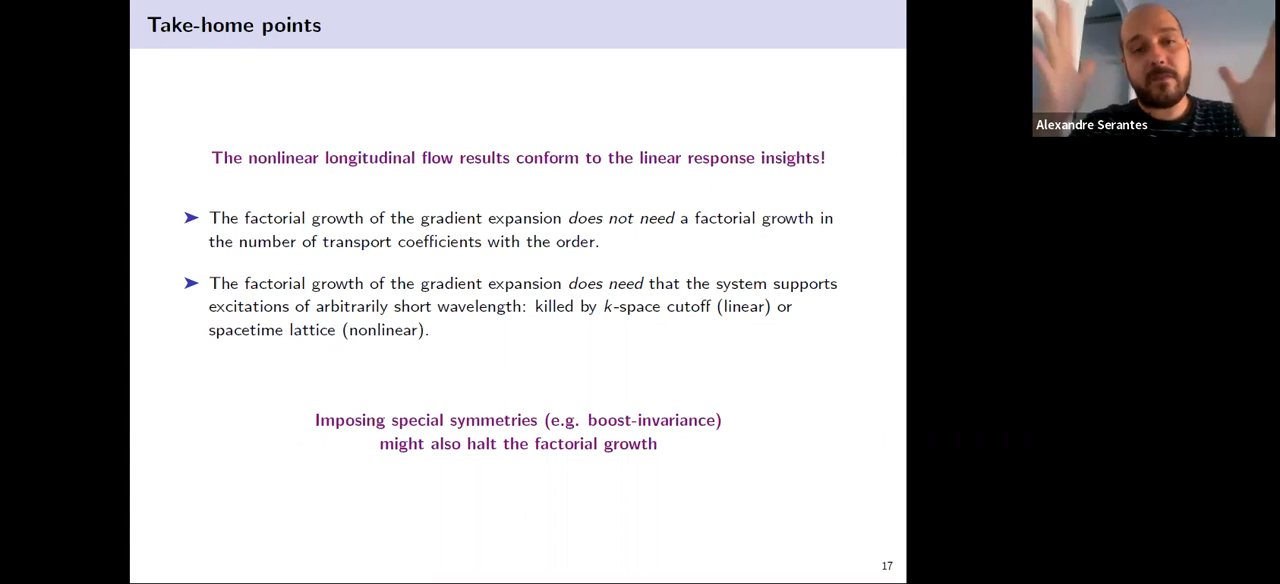 Take-home points
Alexandre Serantes
The nonlinear longitudinal flow results conform to the linear response insights!
➤ The factorial growth of the gradient expansion does not need a factorial growth in
the number of transport coefficients with the order.
➤ The factorial growth of the gradient expansion does need that the system supports
excitations of arbitrarily short wavelength: killed by k-space cutoff (linear) or
spacetime lattice (nonlinear).
Imposing special symmetries (e.g. boost-invariance)
might also halt the factorial growth
17